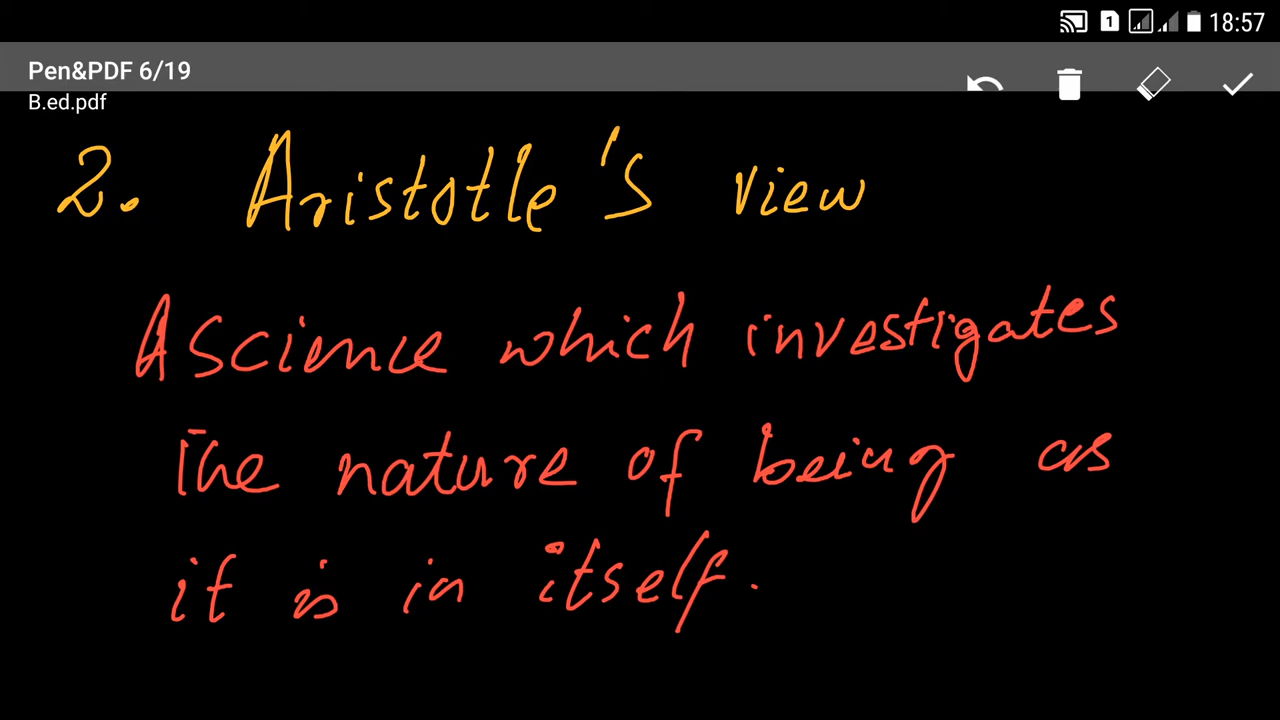 1 18:57
Pen&PDF 6/19
B.ed.pdf
2. Aristotle's view
A science which investigates
The nature of being as
it is in itself.